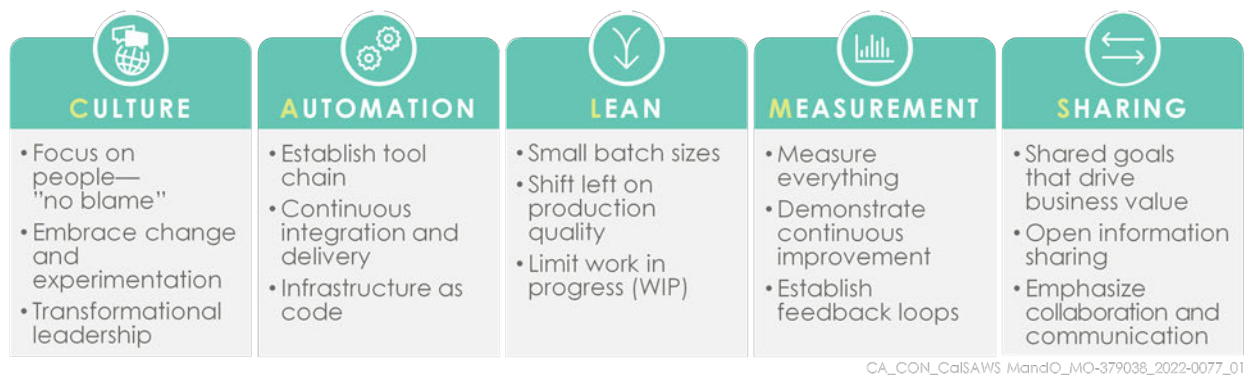 CULTURE
• Focus on
people—
"no blame"
• Embrace change
and
experimentation
• Transformational
leadership
AUTOMATION
• Establish tool
chain
• Continuous
integration and
delivery
• Infrastructure as
code
LEAN
• Small batch sizes
• Shift left on
production
quality
• Limit work in
progress (WIP)
MEASUREMENT
• Measure
everything
• Demonstrate
continuous
improvement
• Establish
feedback loops
SHARING
• Shared goals
that drive
business value
• Open information
sharing
• Emphasize
collaboration and
communication
CA_CON_CalSAWS MandO_MO-379038_2022-0077_01